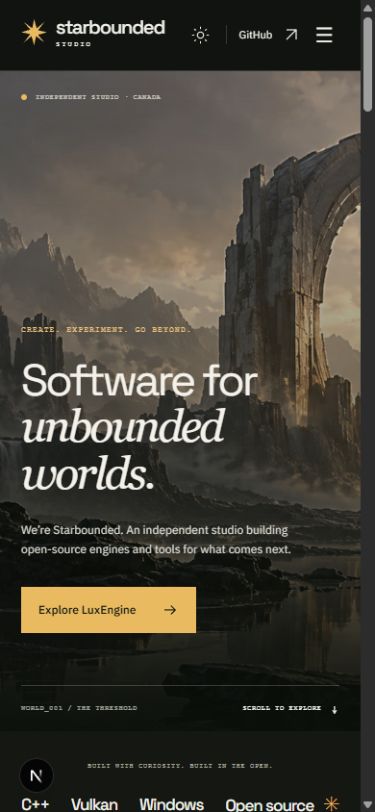 starbounded
STUDIO
GitHub
INDEPENDENT STUDIO · CANADA
CREATE. EXPERIMENT. GO BEYOND.
Software for
unbounded
worlds.
We're Starbounded. An independent studio building
open-source engines and tools for what comes next.
Explore LuxEngine
WORLD_001 / THE THRESHOLD
SCROLL TO EXPLORE
BUILT WITH CURIOSITY. BUILT IN THE OPEN.
N
C++ Vulkan Windows Open source